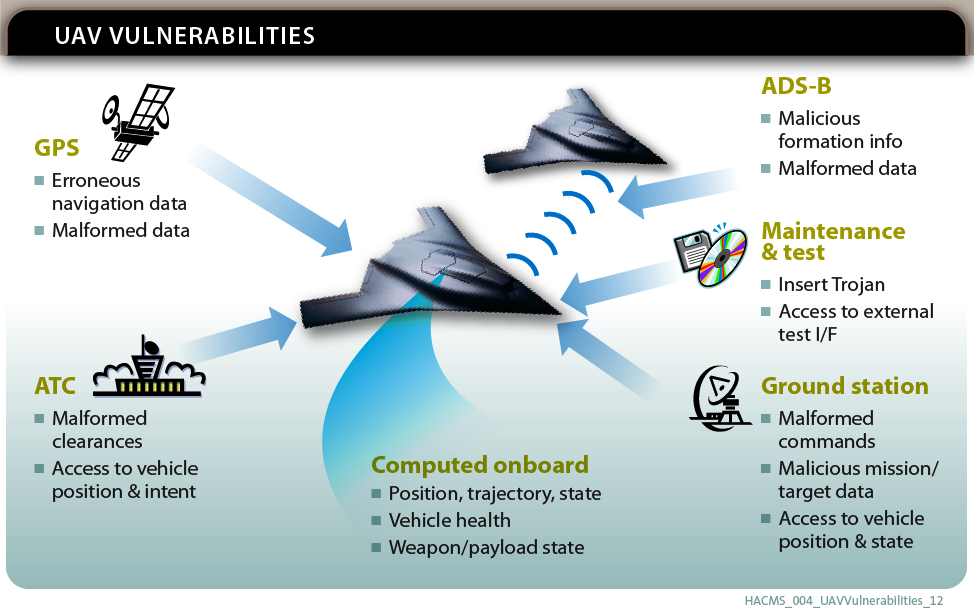 UAV VULNERABILITIES
GPS
Erroneous
navigation data
Malformed data
ATC
Malformed
clearances
Access to vehicle
position & intent
Computed onboard
Position, trajectory, state
Vehicle health
Weapon/payload state
ADS-B
Malicious
formation info
Malformed data
Maintenance
& test
Insert Trojan
Access to external
test I/F
Ground station
Malformed
commands
Malicious mission/
target data
Access to vehicle
position & state
HACMS_004_UAVVulnerabilities_12